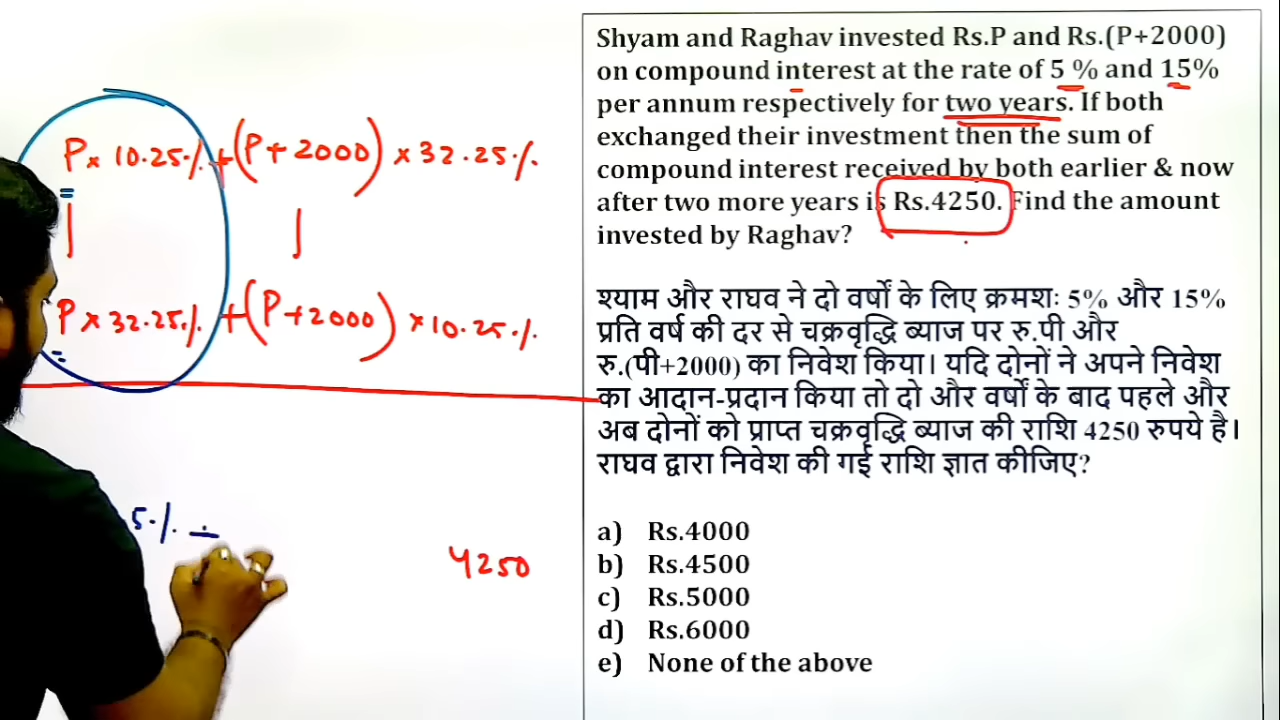 P × 10.25% + (P + 2000) × 32.25%
P × 32.25% + (P + 2000) × 10.25%
5%
4250
Shyam and Raghav invested Rs.P and Rs.(P+2000)
on compound interest at the rate of 5 % and 15%
per annum respectively for two years. If both
exchanged their investment then the sum of
compound interest received by both earlier & now
after two more years is Rs.4250. Find the amount
invested by Raghav?
श्याम और राघव ने दो वर्षों के लिए क्रमशः 5% और 15%
प्रति वर्ष की दर से चक्रवृद्धि ब्याज पर रु.पी और
रु.(पी+2000) का निवेश किया। यदि दोनों ने अपने निवेश
का आदान-प्रदान किया तो दो और वर्षों के बाद पहले और
अब दोनों को प्राप्त चक्रवृद्धि ब्याज की राशि 4250 रुपये है।
राघव द्वारा निवेश की गई राशि ज्ञात कीजिए?
a) Rs.4000
b) Rs.4500
c) Rs.5000
d) Rs.6000
e) None of the above